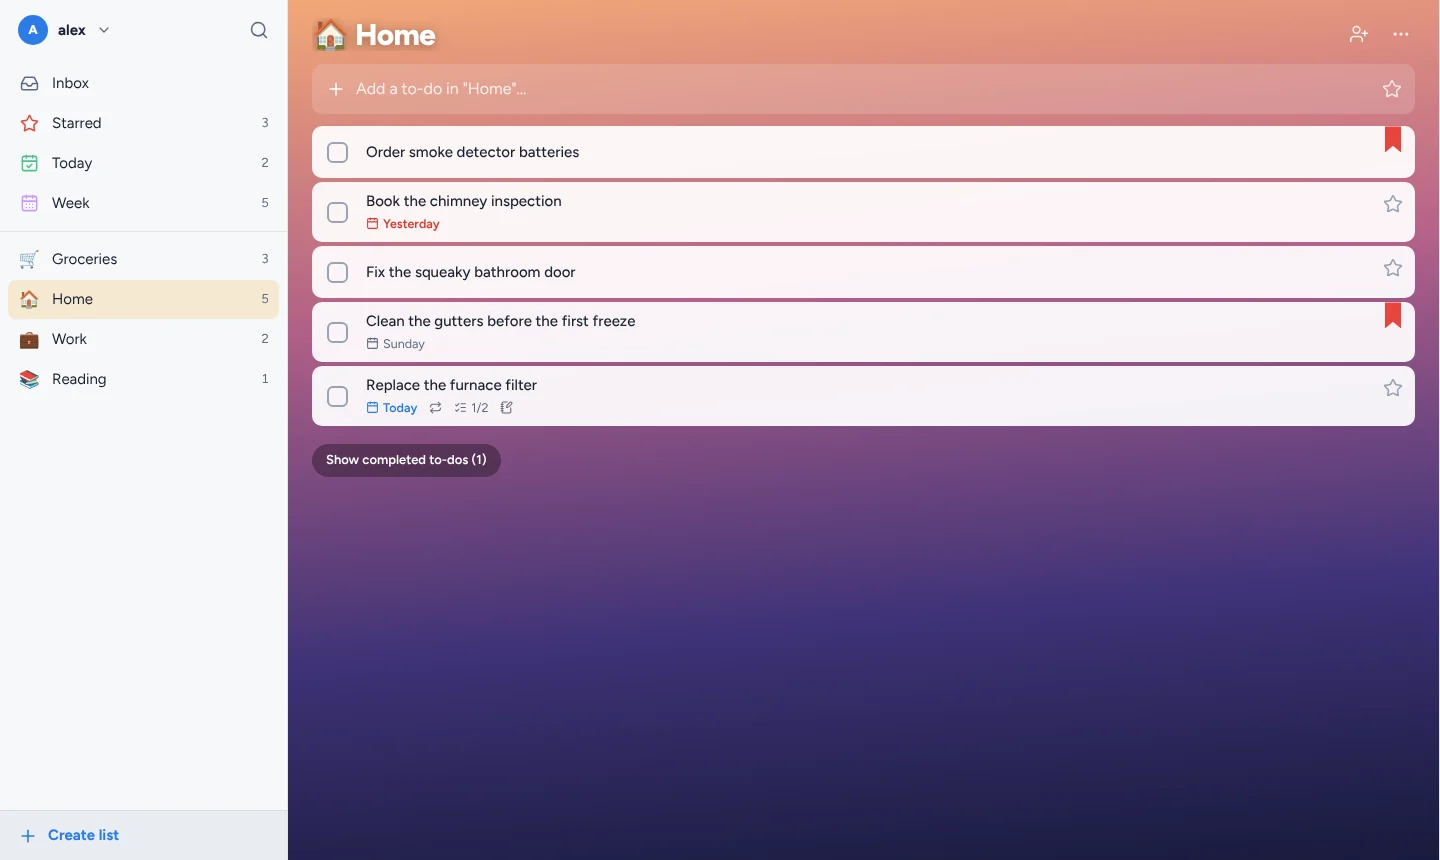 A alex
Inbox
Starred 3
Today 2
Week 5
Groceries 3
Home 5
Work 2
Reading 1
Create list
Home
Add a to-do in "Home"...
Order smoke detector batteries
Book the chimney inspection
Yesterday
Fix the squeaky bathroom door
Clean the gutters before the first freeze
Sunday
Replace the furnace filter
Today 1/2
Show completed to-dos (1)